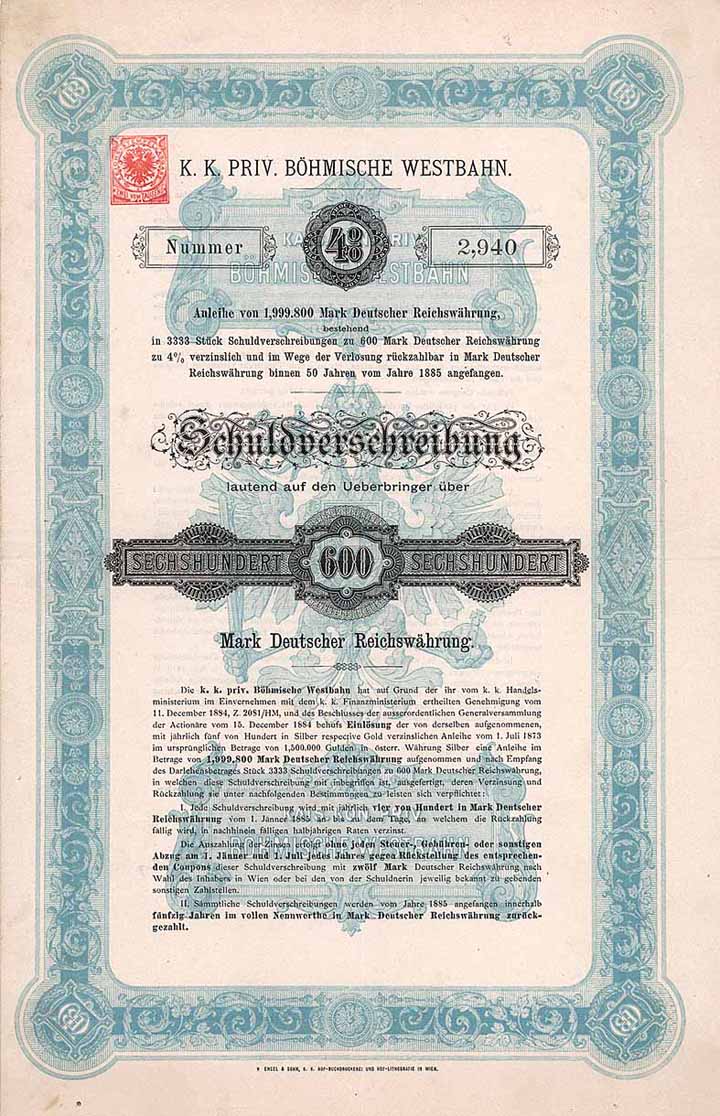 K. K. PRIV. BÖHMISCHE WESTBAHN.
Nummer 4% 2,940
Anleihe von 1,999.800 Mark Deutscher Reichswährung,
bestehend
in 3333 Stück Schuldverschreibungen zu 600 Mark Deutscher Reichswährung
zu 4% verzinslich und im Wege der Verlosung rückzahlbar in Mark Deutscher
Reichswährung binnen 50 Jahren vom Jahre 1885 angefangen.
Schuldverschreibung
lautend auf den Ueberbringer über
SECHSHUNDERT 600 SECHSHUNDERT
Mark Deutscher Reichswährung.
Die k. k. priv. Böhmische Westbahn hat auf Grund der ihr vom k. k. Handels-
ministerium im Einvernehmen mit dem k. k. Finanzministerium ertheilten Genehmigung vom
11. December 1884, Z. 2081/HM, und des Beschlusses der ausserordentlichen Generalversammlung
der Actionäre vom 15. December 1884 behufs Einlösung der von derselben aufgenommenen,
mit jährlich fünf von Hundert in Silber respective Gold verzinslichen Anleihe vom 1. Juli 1873
im ursprünglichen Betrage von 1,500.000 Gulden in österr. Währung Silber eine Anleihe im
Betrage von 1,999.800 Mark Deutscher Reichswährung aufgenommen und nach Empfang
des Darlehensbetrages Stück 3333 Schuldverschreibungen zu 600 Mark Deutscher Reichswährung,
in welchen diese Schuldverschreibung mit inbegriffen ist, ausgefertigt, deren Verzinsung und
Rückzahlung sie unter nachfolgenden Bestimmungen zu leisten sich verpflichtet:
I. Jede Schuldverschreibung wird mit jährlich vier von Hundert in Mark Deutscher
Reichswährung vom 1. Jänner 1885 an bis zu dem Tage, an welchem die Rückzahlung
fällig wird, in nachhinein fälligen halbjährigen Raten verzinst.
Die Auszahlung der Zinsen erfolgt ohne jeden Steuer-, Gebühren- oder sonstigen
Abzug am 1. Jänner und 1. Juli jedes Jahres gegen Rückstellung des entsprechen-
den Coupons dieser Schuldverschreibung mit zwölf Mark Deutscher Reichswährung nach
Wahl des Inhabers in Wien oder bei den von der Schuldnerin jeweilig bekannt zu gebenden
sonstigen Zahlstellen.
II. Sämmtliche Schuldverschreibungen werden vom Jahre 1885 angefangen innerhalb
fünfzig Jahren im vollen Nennwerthe in Mark Deutscher Reichswährung zurück-
gezahlt.
V. ENGEL & SOHN, K. K. HOF-BUCHDRUCKEREI UND HOF-LITHOGRAFIE IN WIEN.